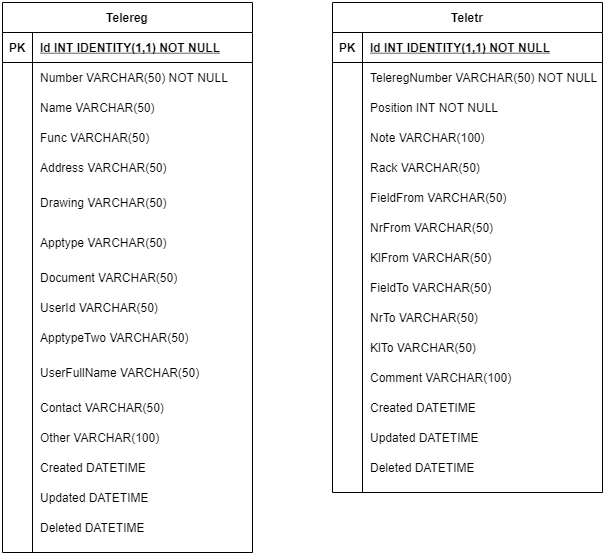 Telereg
PK Id INT IDENTITY(1,1) NOT NULL
Number VARCHAR(50) NOT NULL
Name VARCHAR(50)
Func VARCHAR(50)
Address VARCHAR(50)
Drawing VARCHAR(50)
Apptype VARCHAR(50)
Document VARCHAR(50)
UserId VARCHAR(50)
ApptypeTwo VARCHAR(50)
UserFullName VARCHAR(50)
Contact VARCHAR(50)
Other VARCHAR(100)
Created DATETIME
Updated DATETIME
Deleted DATETIME
Teletr
PK Id INT IDENTITY(1,1) NOT NULL
TeleregNumber VARCHAR(50) NOT NULL
Position INT NOT NULL
Note VARCHAR(100)
Rack VARCHAR(50)
FieldFrom VARCHAR(50)
NrFrom VARCHAR(50)
KlFrom VARCHAR(50)
FieldTo VARCHAR(50)
NrTo VARCHAR(50)
KlTo VARCHAR(50)
Comment VARCHAR(100)
Created DATETIME
Updated DATETIME
Deleted DATETIME